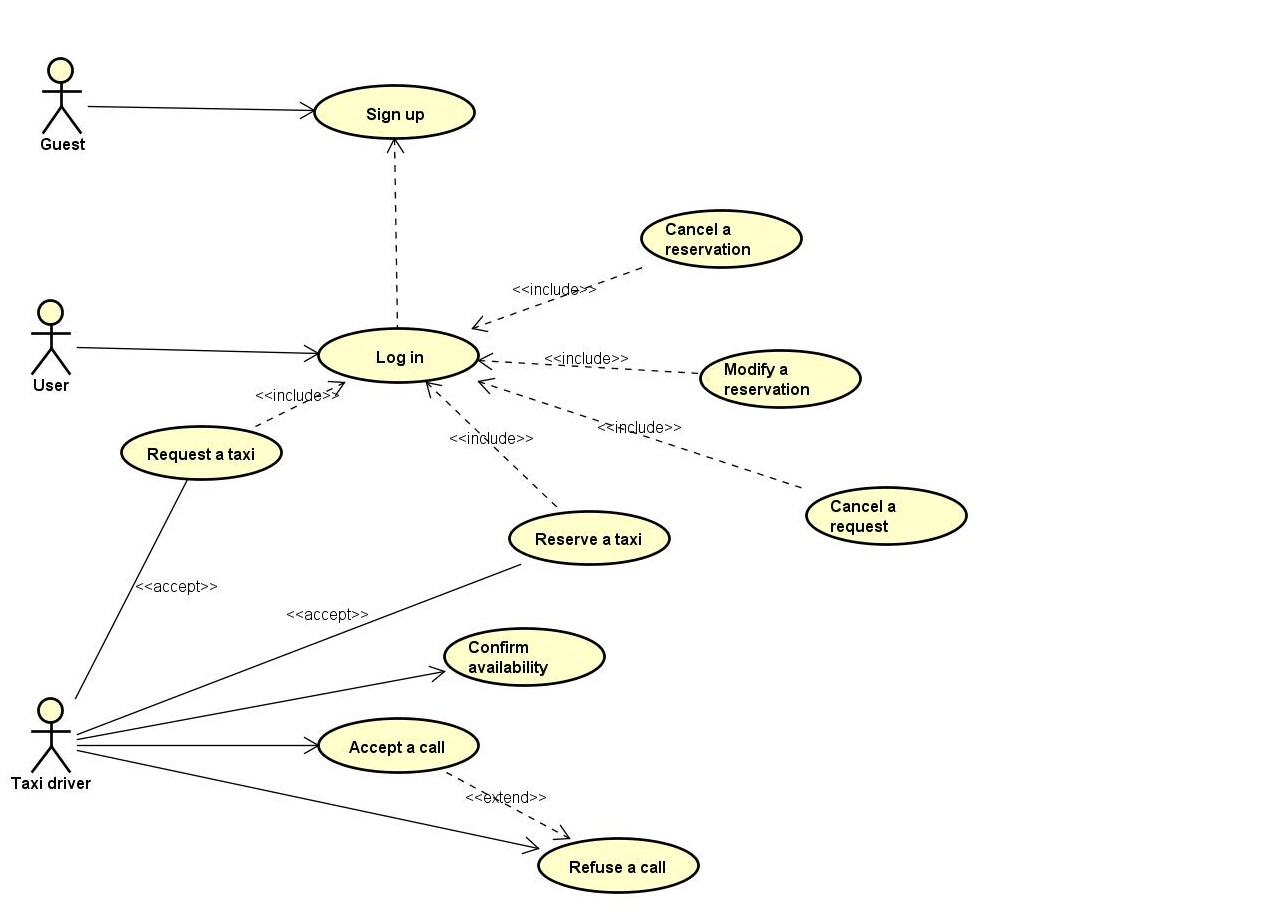 Sign up
Guest
Cancel a
reservation
<<include>>
User
Log in
<<include>>
Modify a
reservation
<<include>>
<<include>>
<<include>>
Request a taxi
Cancel a
request
Reserve a taxi
<<accept>>
<<accept>>
Confirm
availability
Accept a call
Taxi driver
<<extend>>
Refuse a call